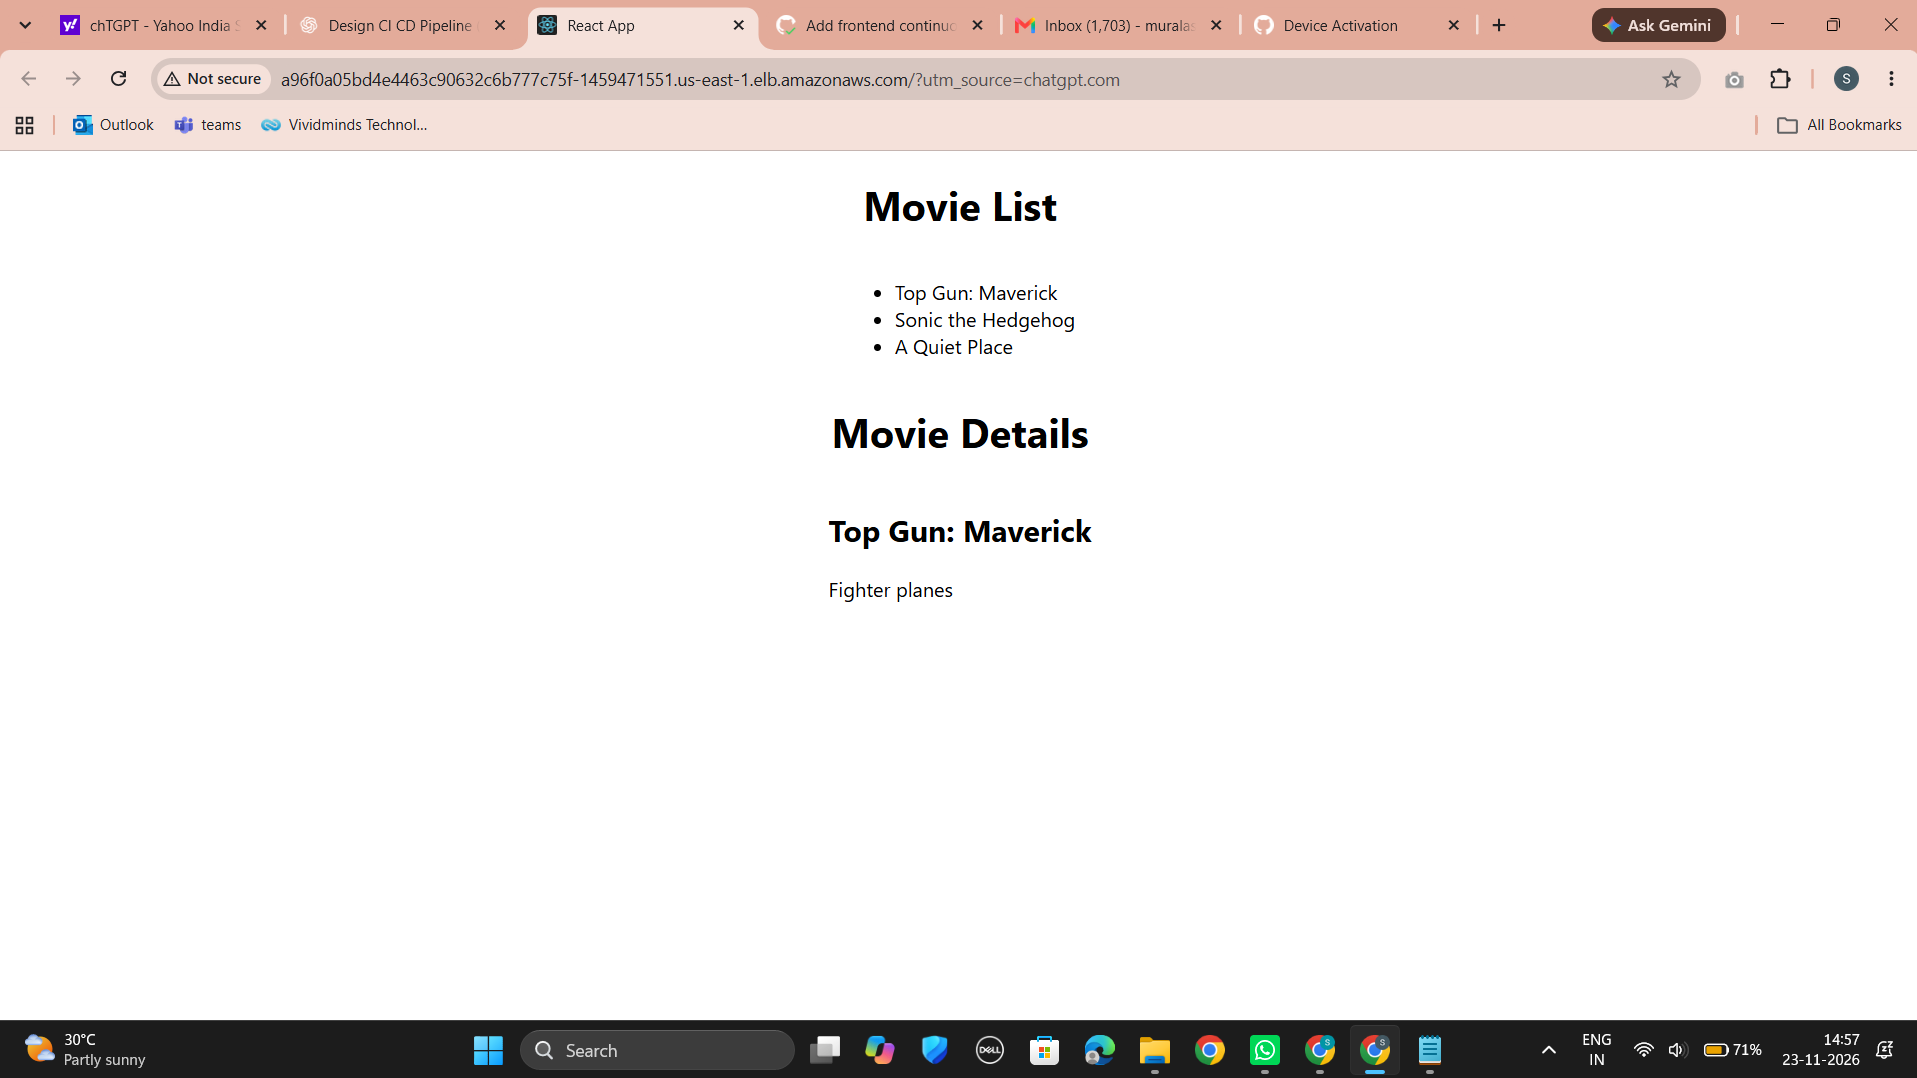 chTGPT - Yahoo India S
Design CI CD Pipeline
React App
Add frontend continuo
Inbox (1,703) - muralas
Device Activation
Ask Gemini
Not secure
a96f0a05bd4e4463c90632c6b777c75f-1459471551.us-east-1.elb.amazonaws.com/?utm_source=chatgpt.com
S
Outlook
teams
Vividminds Technol...
All Bookmarks
Movie List
Top Gun: Maverick
Sonic the Hedgehog
A Quiet Place
Movie Details
Top Gun: Maverick
Fighter planes
30°C
Partly sunny
Search
DELL
ENG
IN
71%
14:57
23-11-2026